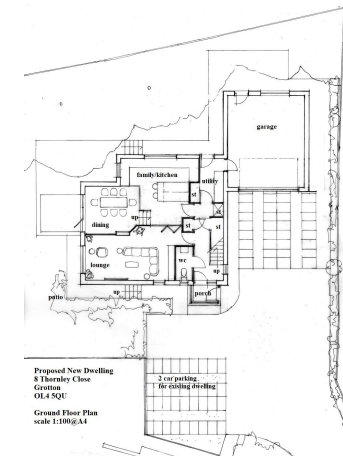 garage
family/kitchen
utility
st
st
dining
up
st
st
lounge
wc
up
porch
patio
up
Proposed New Dwelling
8 Thornley Close
Grotton
OL4 5QU
Ground Floor Plan
scale 1:100@A4
2 car parking
for existing dwelling